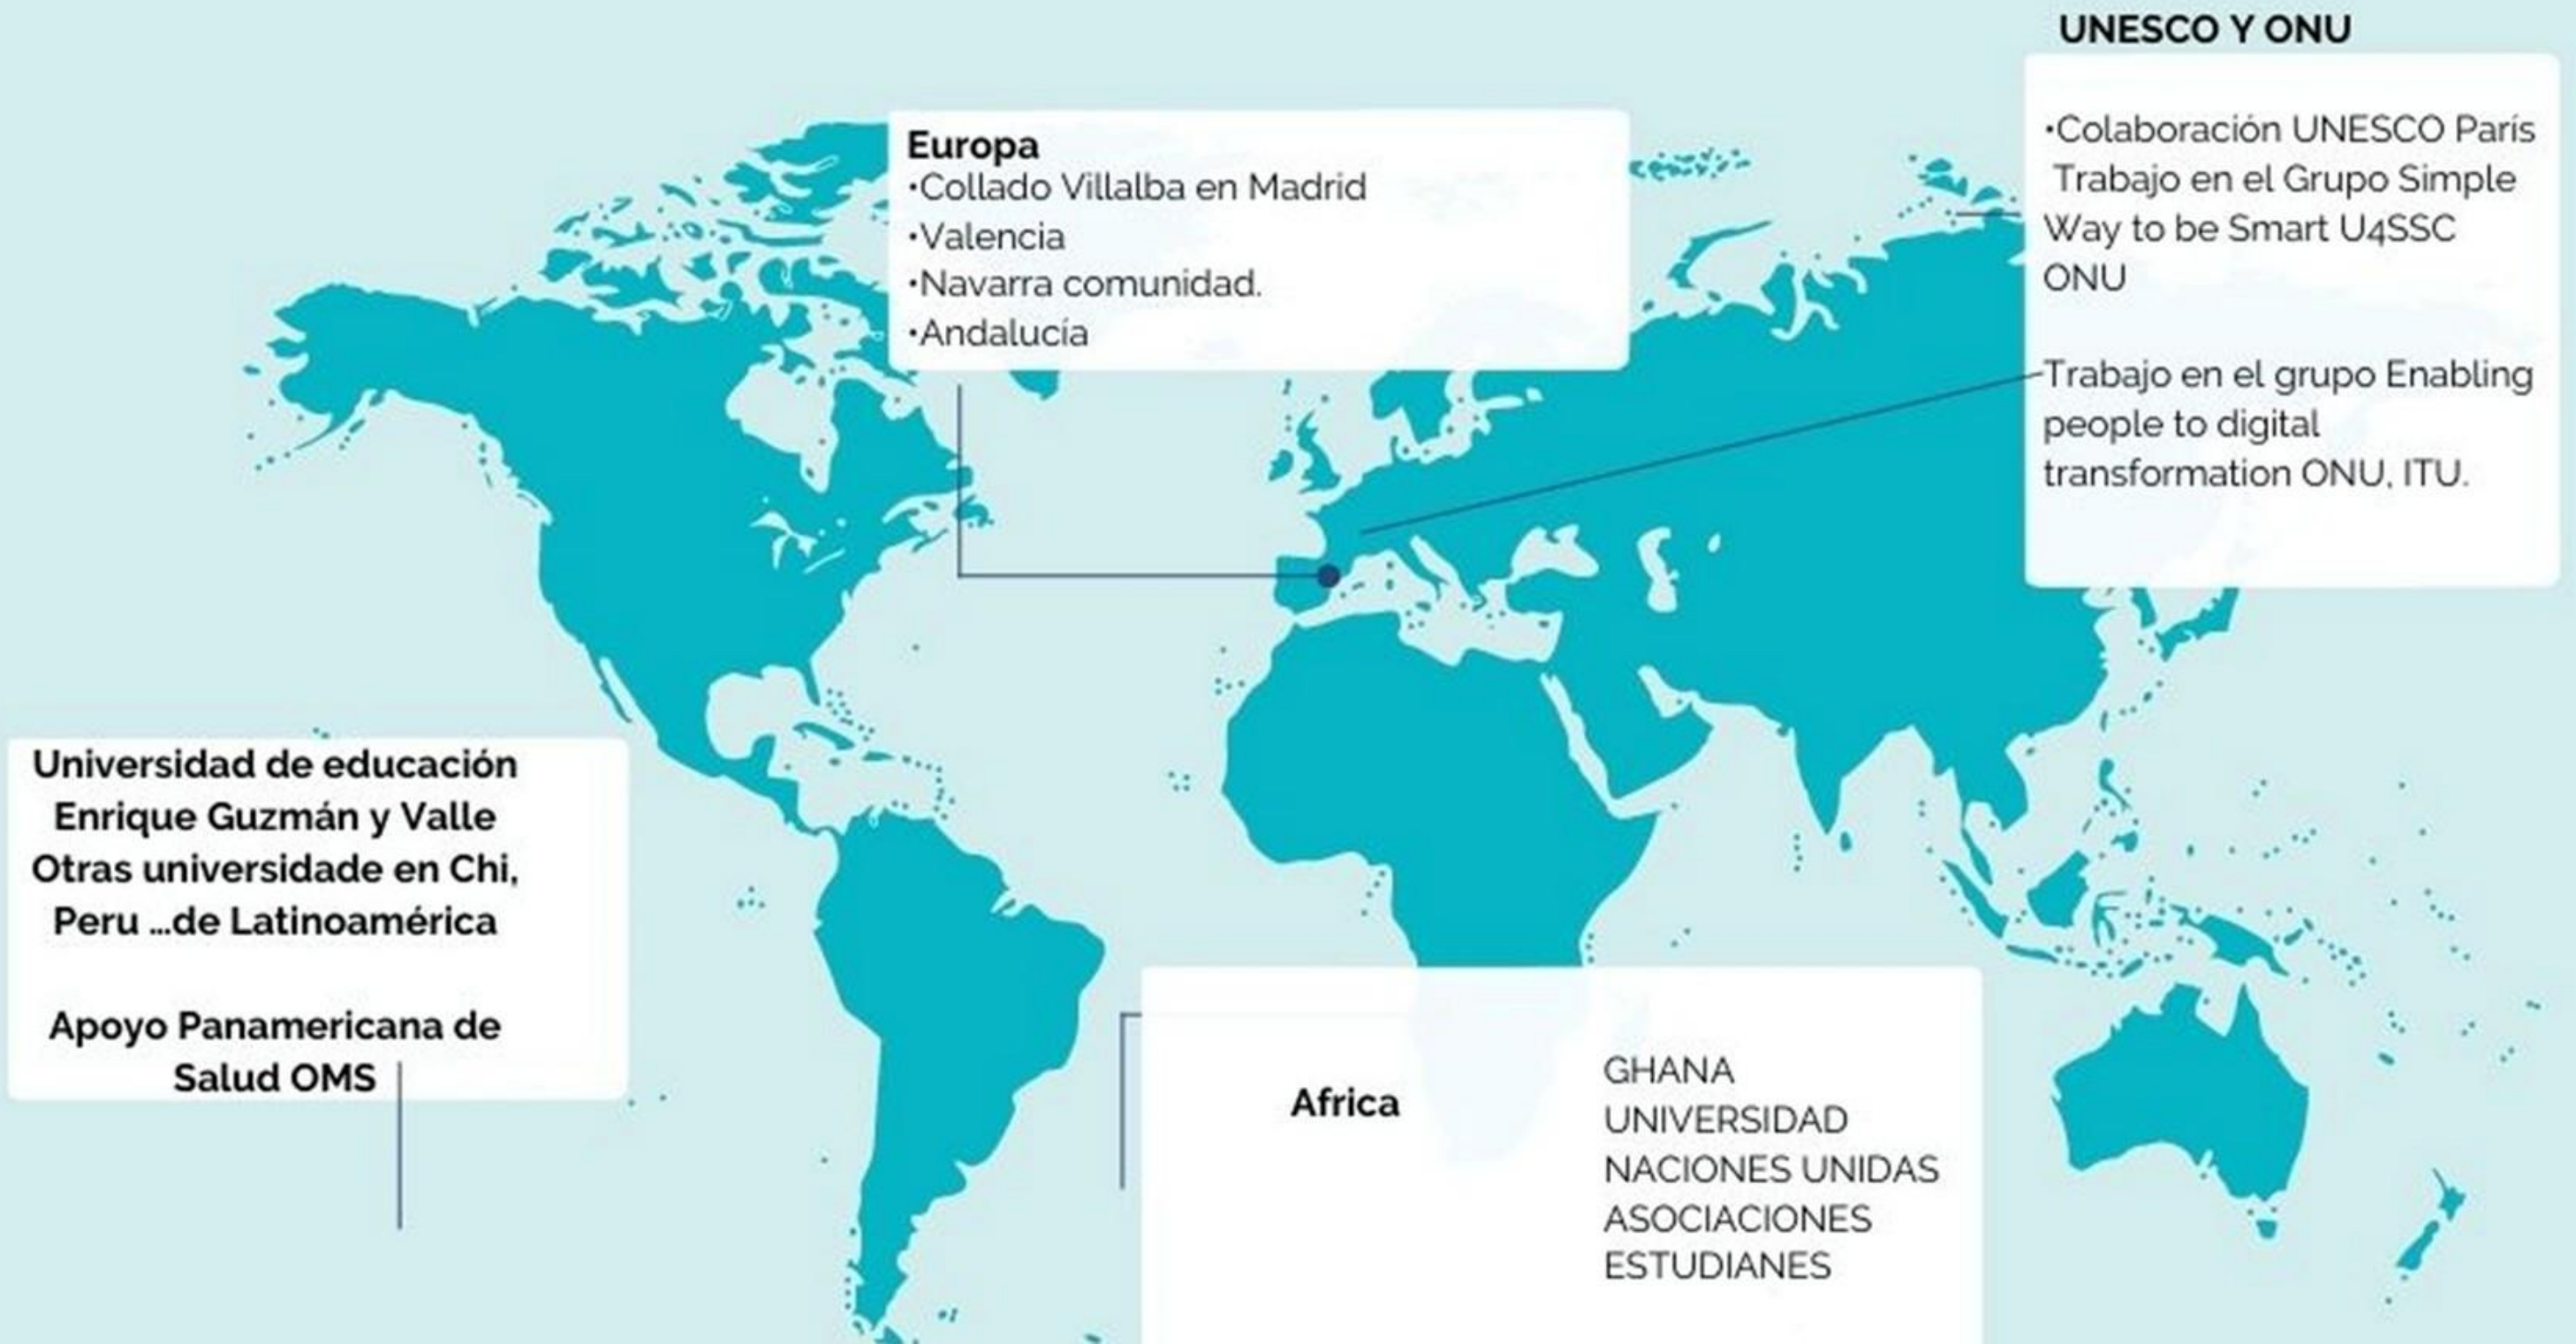 UNESCO Y ONU
•Colaboración UNESCO París
Trabajo en el Grupo Simple
Way to be Smart U4SSC
ONU
Trabajo en el grupo Enabling
people to digital
transformation ONU, ITU.
Europa
•Collado Villalba en Madrid
•Valencia
•Navarra comunidad.
•Andalucía
Universidad de educación
Enrique Guzmán y Valle
Otras universidade en Chi,
Peru ...de Latinoamérica
Apoyo Panamericana de
Salud OMS
Africa
GHANA
UNIVERSIDAD
NACIONES UNIDAS
ASOCIACIONES
ESTUDIANES